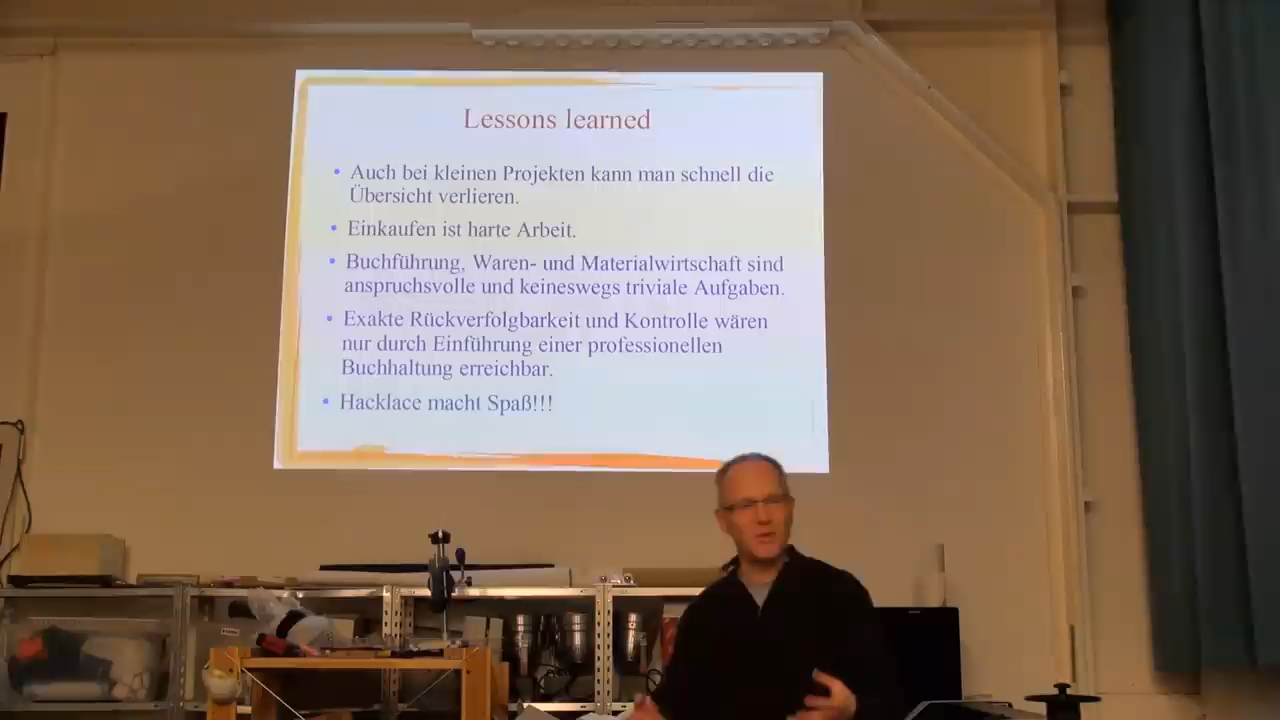 Lessons learned
• Auch bei kleinen Projekten kann man schnell die
Übersicht verlieren.
• Einkaufen ist harte Arbeit.
• Buchführung, Waren- und Materialwirtschaft sind
anspruchsvolle und keineswegs triviale Aufgaben.
• Exakte Rückverfolgbarkeit und Kontrolle wären
nur durch Einführung einer professionellen
Buchhaltung erreichbar.
• Hacklace macht Spaß!!!